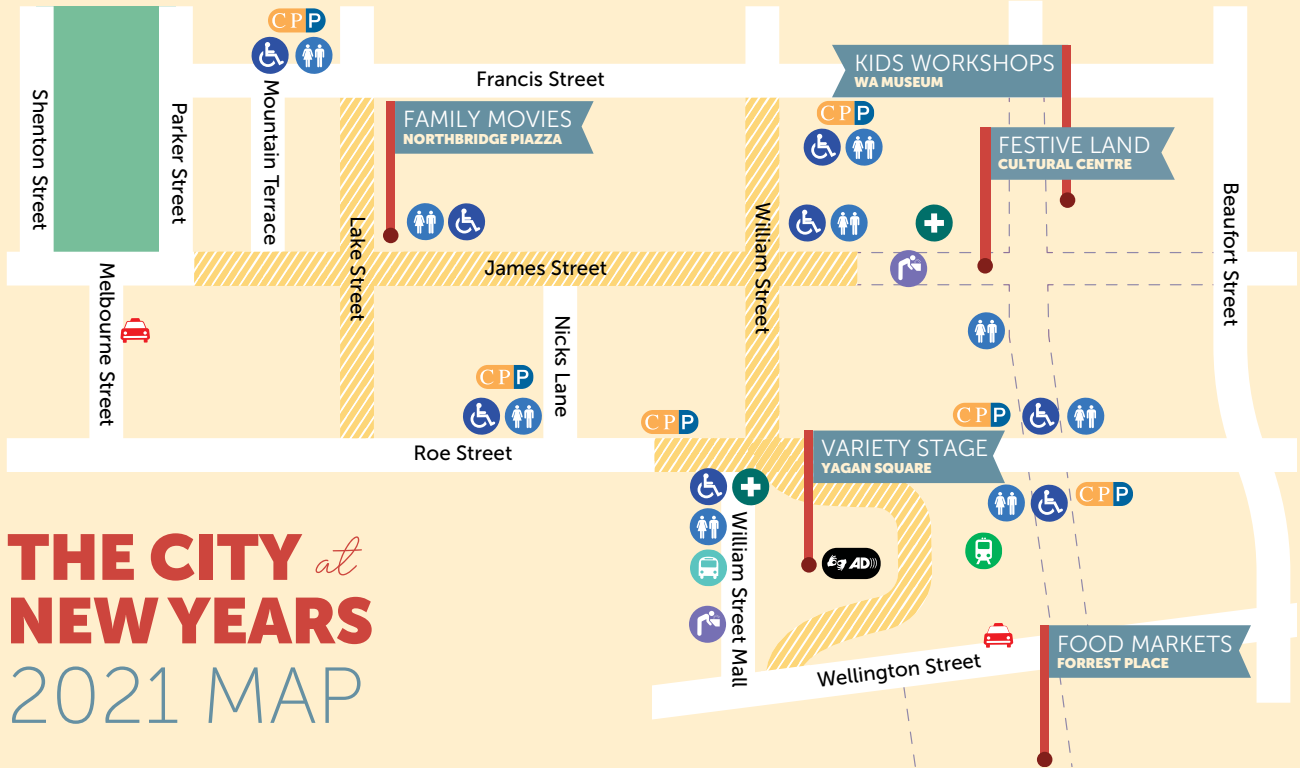 CPP
Francis Street
KIDS WORKSHOPS
WA MUSEUM
Shenton Street
Parker Street
Mountain Terrace
FAMILY MOVIES
NORTHBRIDGE PIAZZA
CPP
FESTIVE LAND
CULTURAL CENTRE
Lake Street
William Street
Beaufort Street
James Street
Melbourne Street
Nicks Lane
CPP
CPP
CPP
Roe Street
VARIETY STAGE
YAGAN SQUARE
CPP
William Street Mall
AD)))
THE CITY at
NEW YEARS
2021 MAP
Wellington Street
FOOD MARKETS
FORREST PLACE